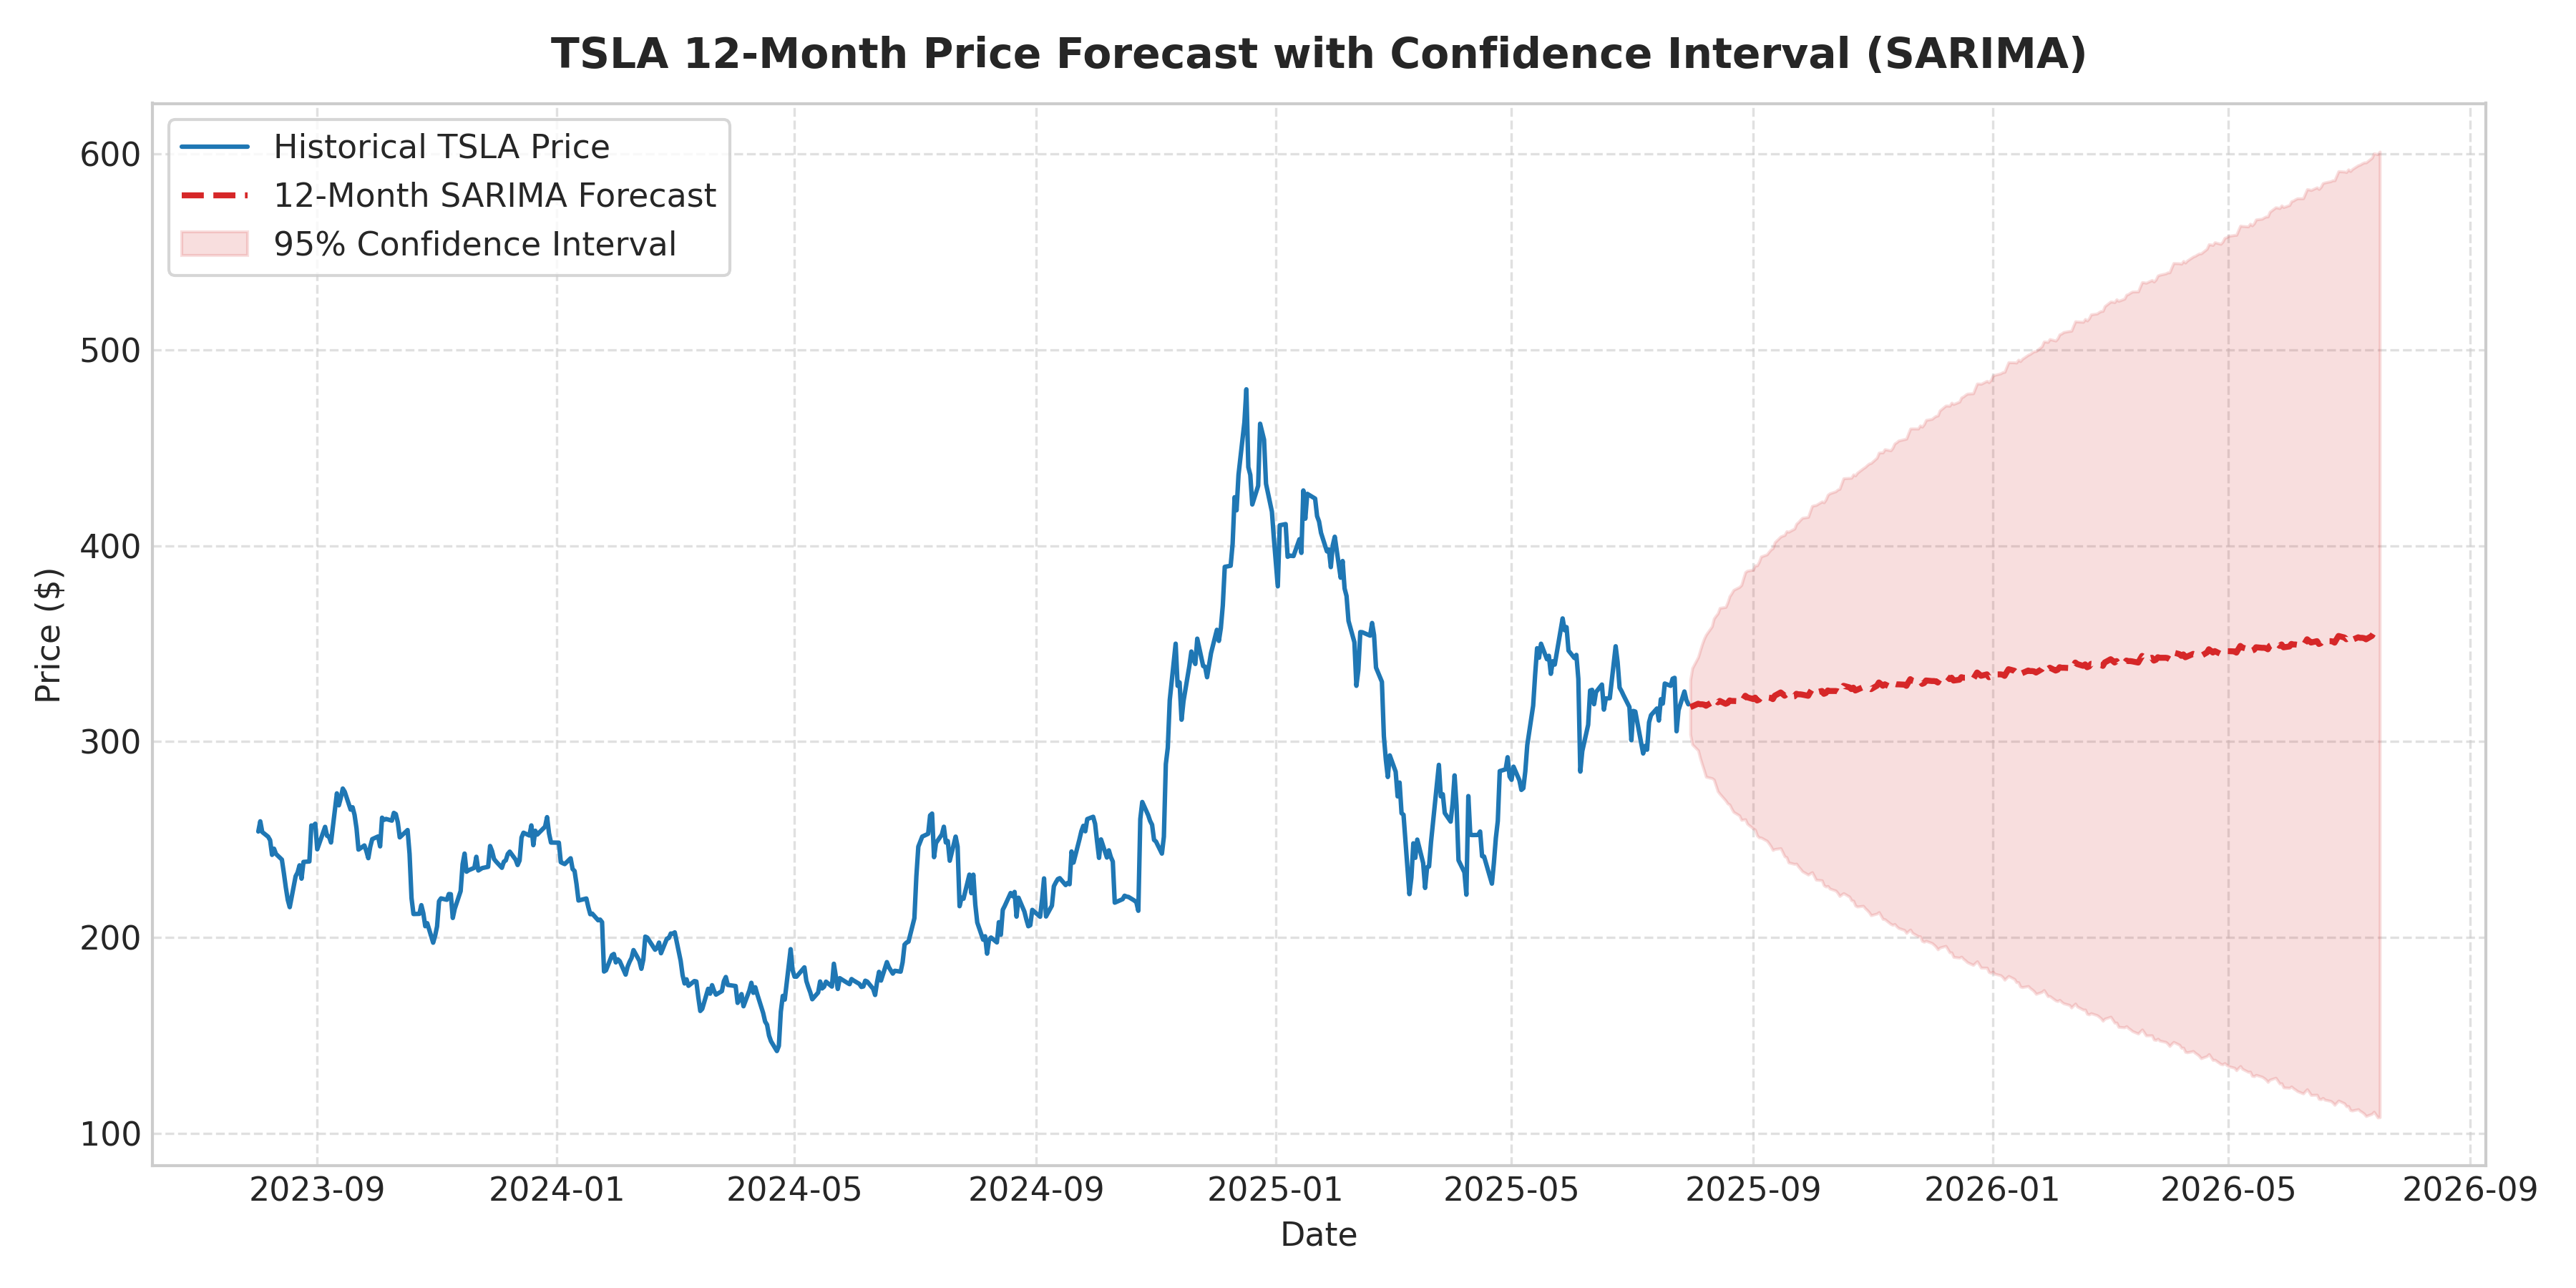 TSLA 12-Month Price Forecast with Confidence Interval (SARIMA)
Historical TSLA Price
12-Month SARIMA Forecast
95% Confidence Interval
Price ($)
600
500
400
300
200
100
2023-09 2024-01 2024-05 2024-09 2025-01 2025-05 2025-09 2026-01 2026-05 2026-09
Date